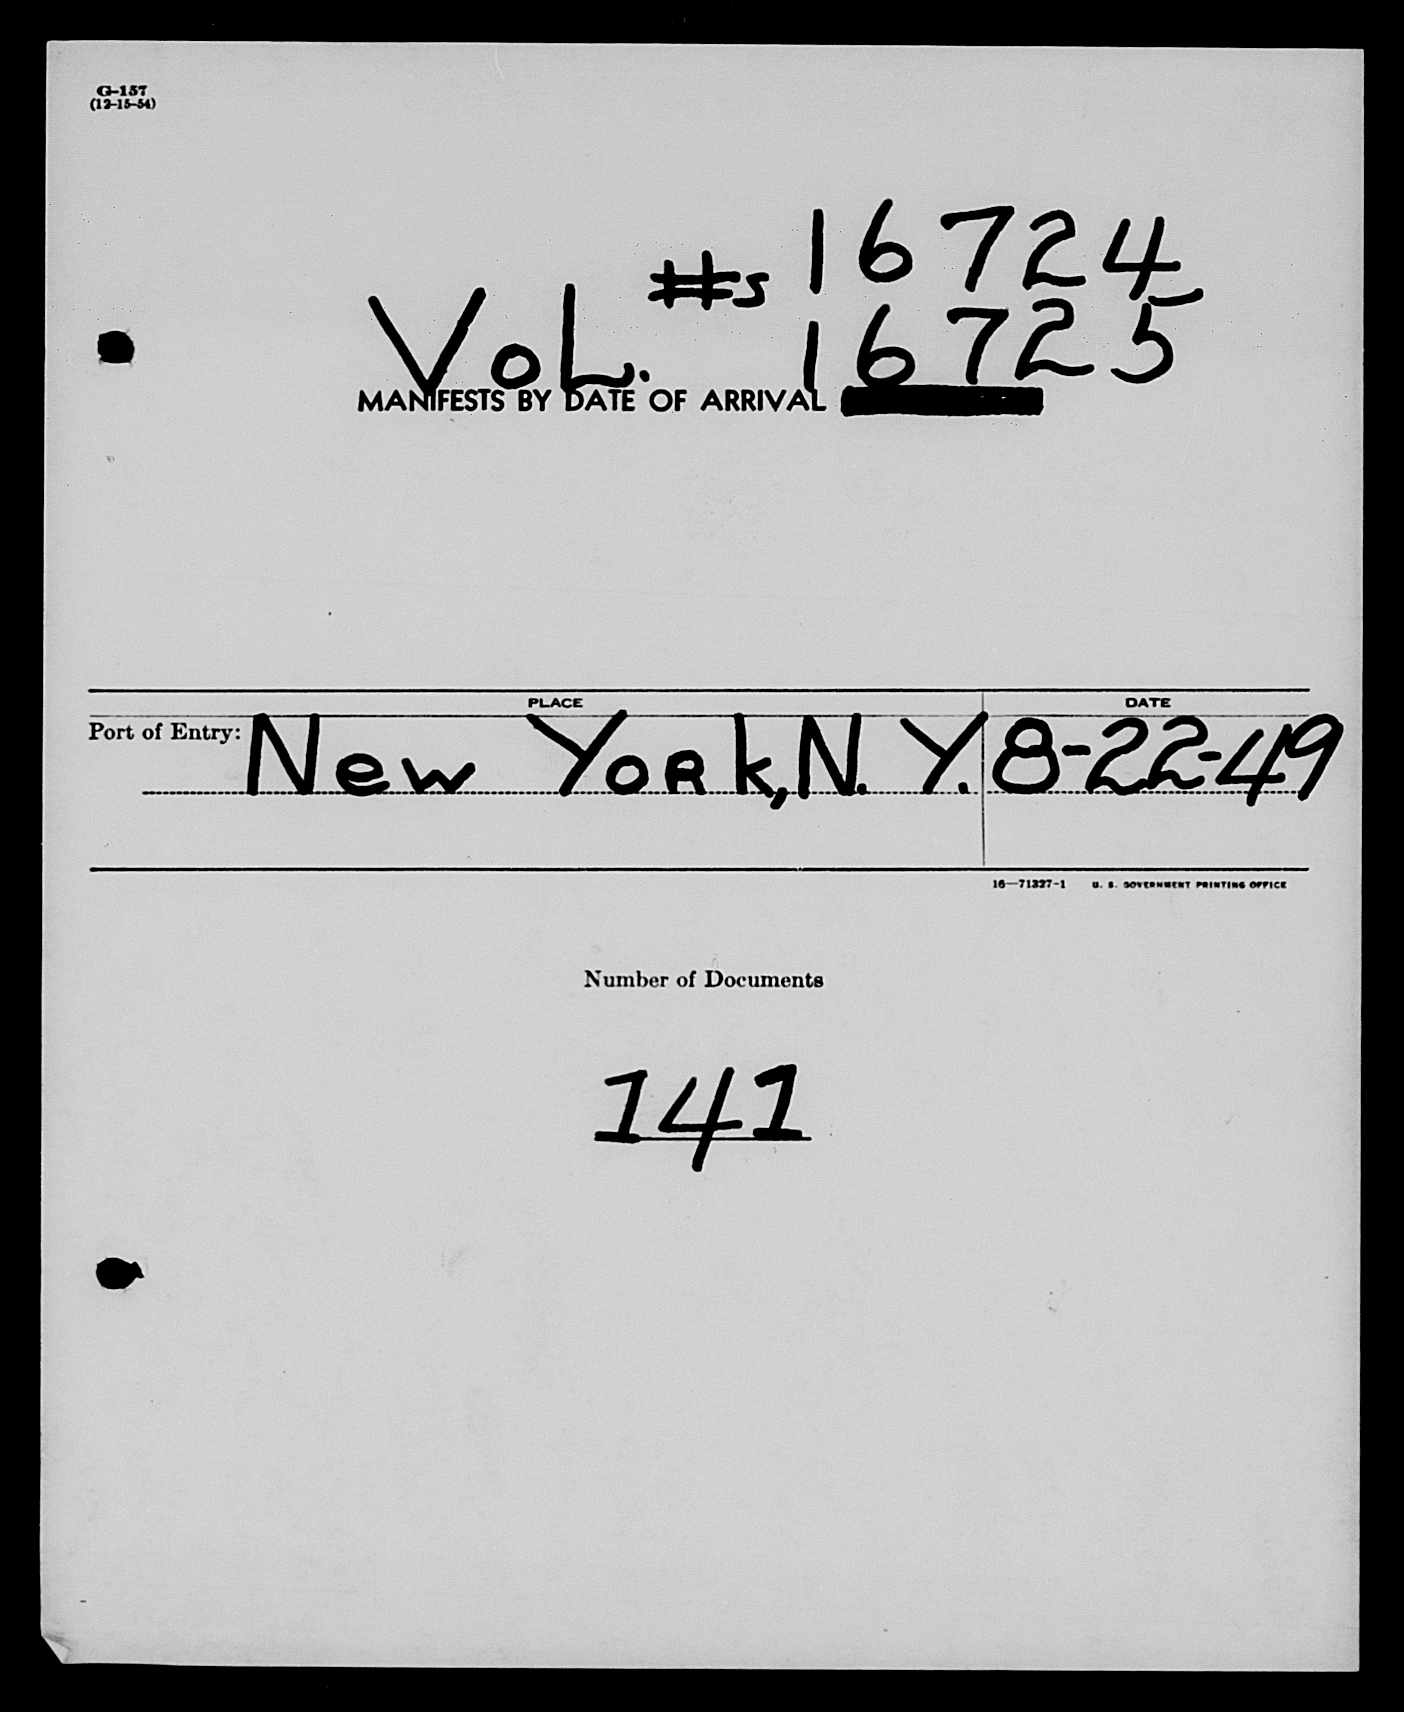 G-157
(12-15-54)
VoL. #s 16724
16725
MANIFESTS BY DATE OF ARRIVAL
PLACE DATE
Port of Entry: New York, N. Y. 8-22-49
16—71327-1 U. S. GOVERNMENT PRINTING OFFICE
Number of Documents
141